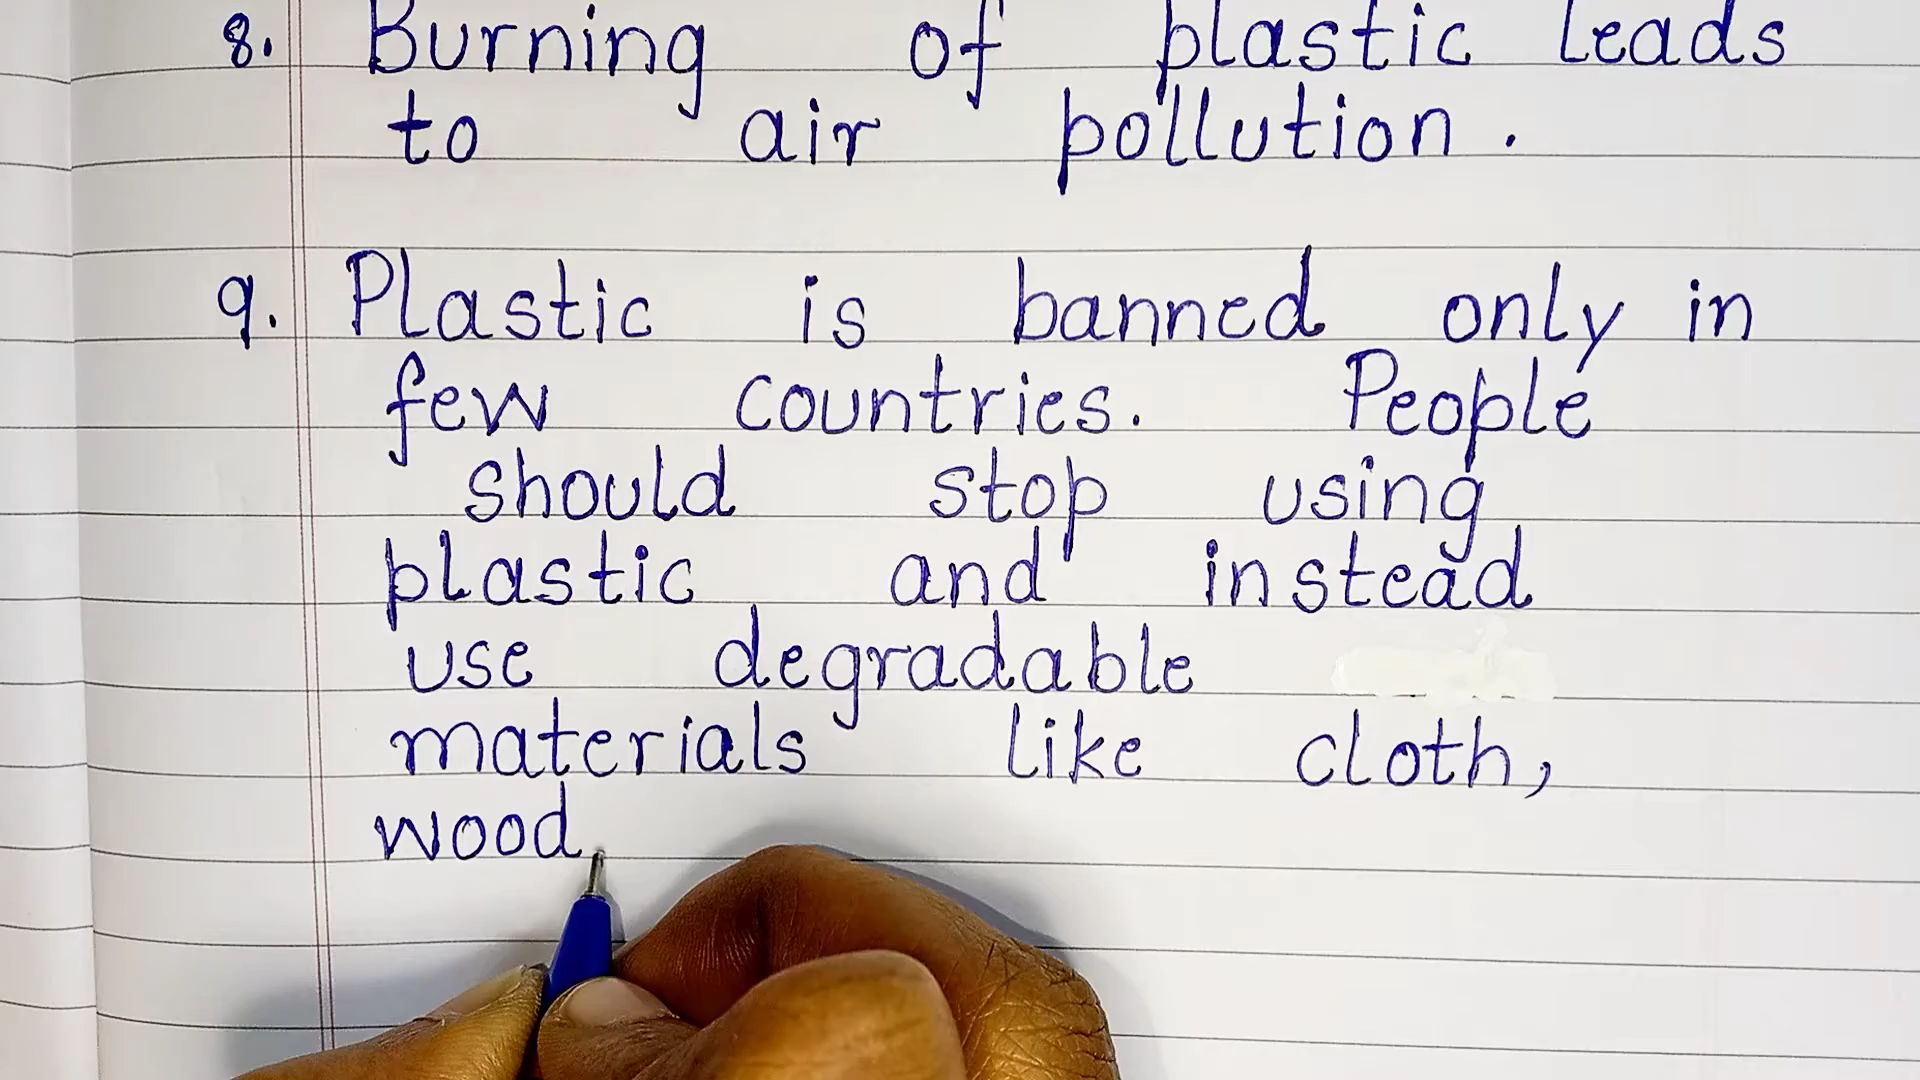 8. Burning of plastic leads
to air pollution.
9. Plastic is banned only in
few countries. People
should stop using
plastic and instead
use degradable
materials like cloth,
wood